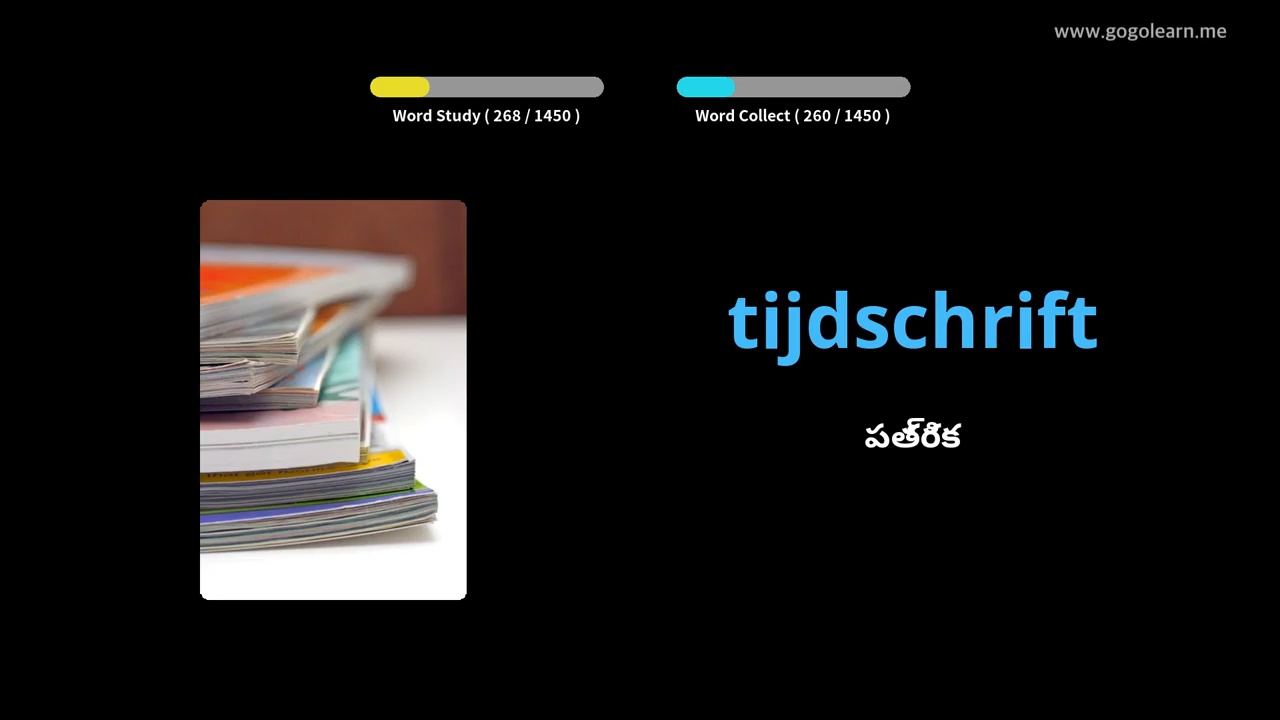 www.gogolearn.me
Word Study ( 268 / 1450 )
Word Collect ( 260 / 1450 )
tijdschrift
పత్రిక